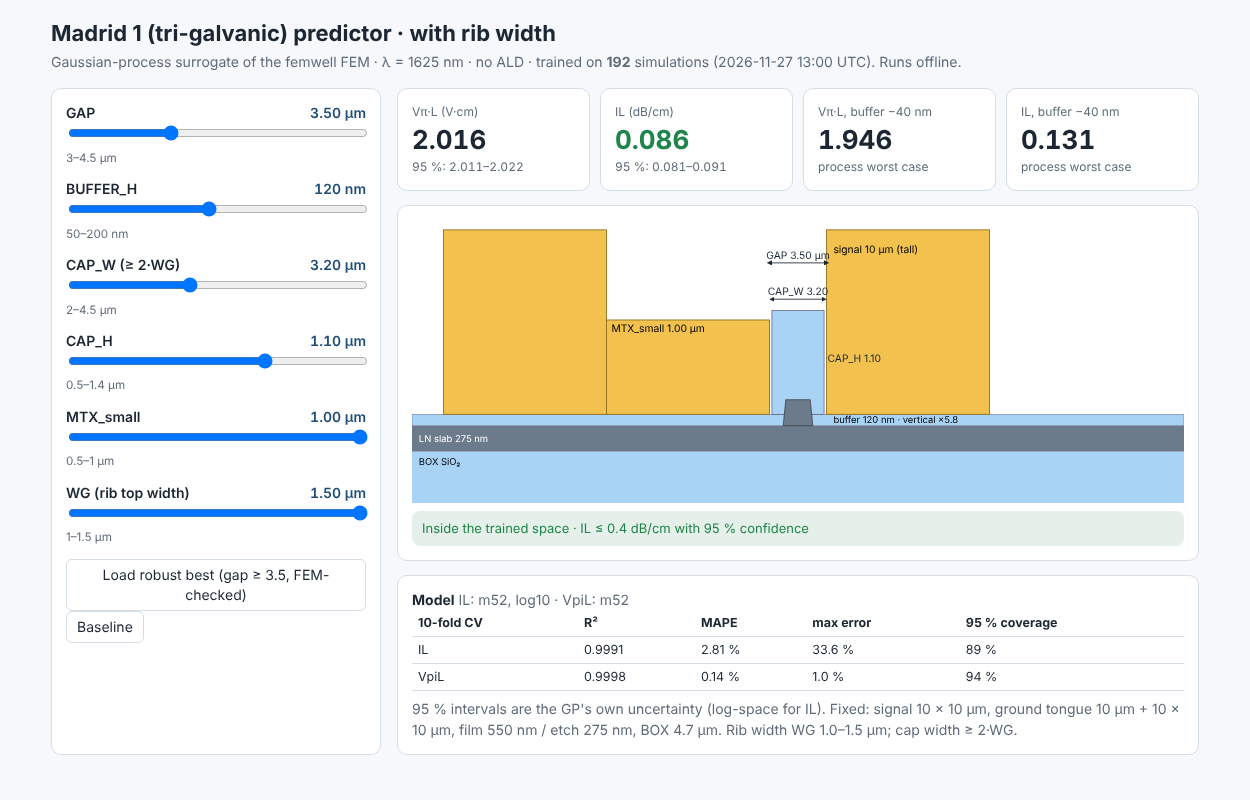 Madrid 1 (tri-galvanic) predictor · with rib width
Gaussian-process surrogate of the femwell FEM · λ = 1625 nm · no ALD · trained on 192 simulations (2026-11-27 13:00 UTC). Runs offline.
GAP 3.50 µm
3–4.5 µm
BUFFER_H 120 nm
50–200 nm
CAP_W (≥ 2·WG) 3.20 µm
2–4.5 µm
CAP_H 1.10 µm
0.5–1.4 µm
MTX_small 1.00 µm
0.5–1 µm
WG (rib top width) 1.50 µm
1–1.5 µm
Load robust best (gap ≥ 3.5, FEM-
checked)
Baseline
Vπ·L (V·cm)
2.016
95 %: 2.011–2.022
IL (dB/cm)
0.086
95 %: 0.081–0.091
Vπ·L, buffer −40 nm
1.946
process worst case
IL, buffer −40 nm
0.131
process worst case
signal 10 µm (tall)
GAP 3.50 µm
CAP_W 3.20
MTX_small 1.00 µm
CAP_H 1.10
buffer 120 nm · vertical ×5.8
LN slab 275 nm
BOX SiO₂
Inside the trained space · IL ≤ 0.4 dB/cm with 95 % confidence
Model IL: m52, log10 · VpiL: m52
10-fold CV R² MAPE max error 95 % coverage
IL 0.9991 2.81 % 33.6 % 89 %
VpiL 0.9998 0.14 % 1.0 % 94 %
95 % intervals are the GP's own uncertainty (log-space for IL). Fixed: signal 10 × 10 µm, ground tongue 10 µm + 10 ×
10 µm, film 550 nm / etch 275 nm, BOX 4.7 µm. Rib width WG 1.0–1.5 µm; cap width ≥ 2·WG.